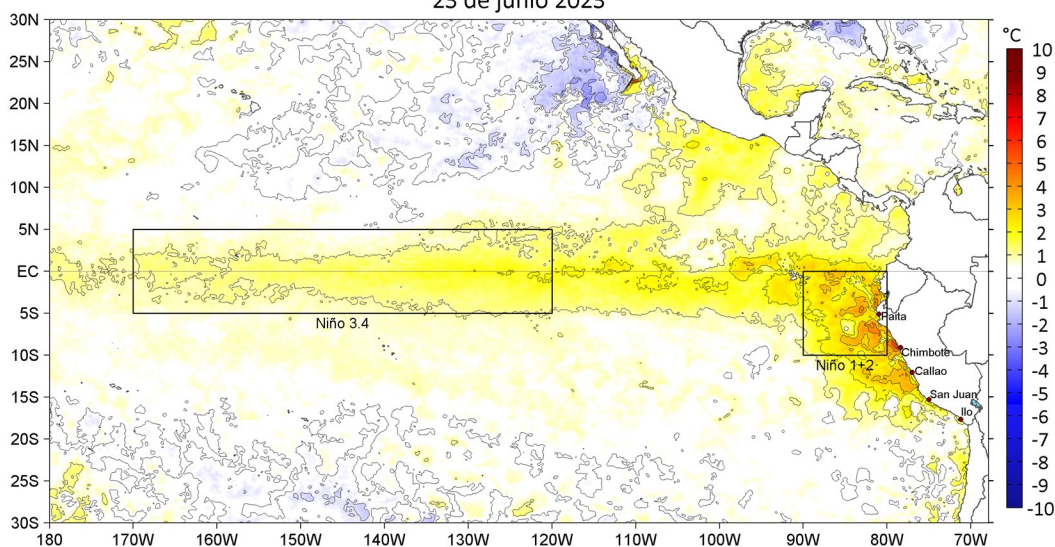 23 de junio 2023
°C
30N
25N
20N
15N
10N
5N
EC
5S
10S
15S
20S
25S
30S
180 170W 160W 150W 140W 130W 120W 110W 100W 90W 80W 70W
Niño 3.4
Niño 1+2
Paita
Chimbote
Callao
San Juan
Ilo
10
9
8
7
6
5
4
3
2
1
0
-1
-2
-3
-4
-5
-6
-7
-8
-9
-10